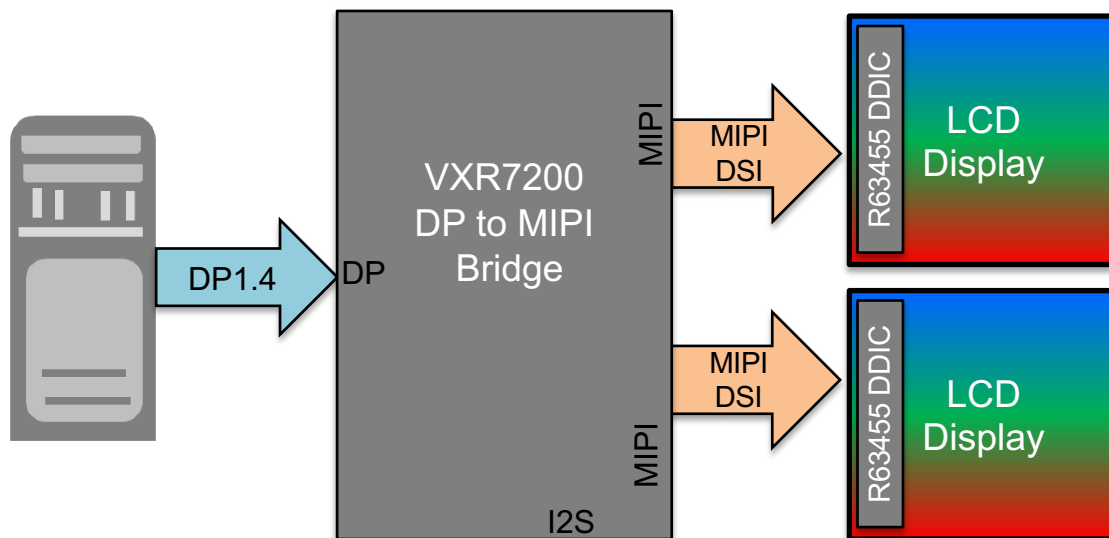 DP1.4
DP
VXR7200
DP to MIPI
Bridge
MIPI
MIPI
I2S
MIPI
DSI
MIPI
DSI
R63455 DDIC
LCD
Display
R63455 DDIC
LCD
Display